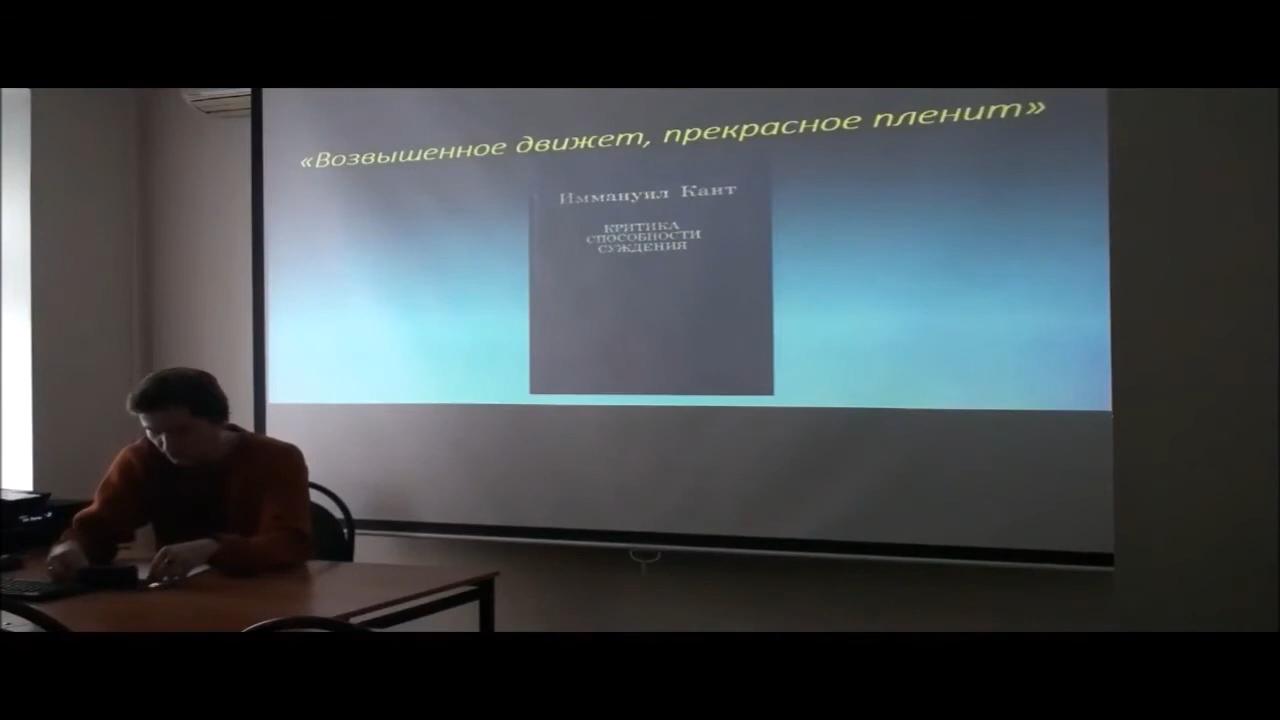 «Возвышенное движет, прекрасное пленит»
Иммануил Кант
КРИТИКА
СПОСОБНОСТИ
СУЖДЕНИЯ